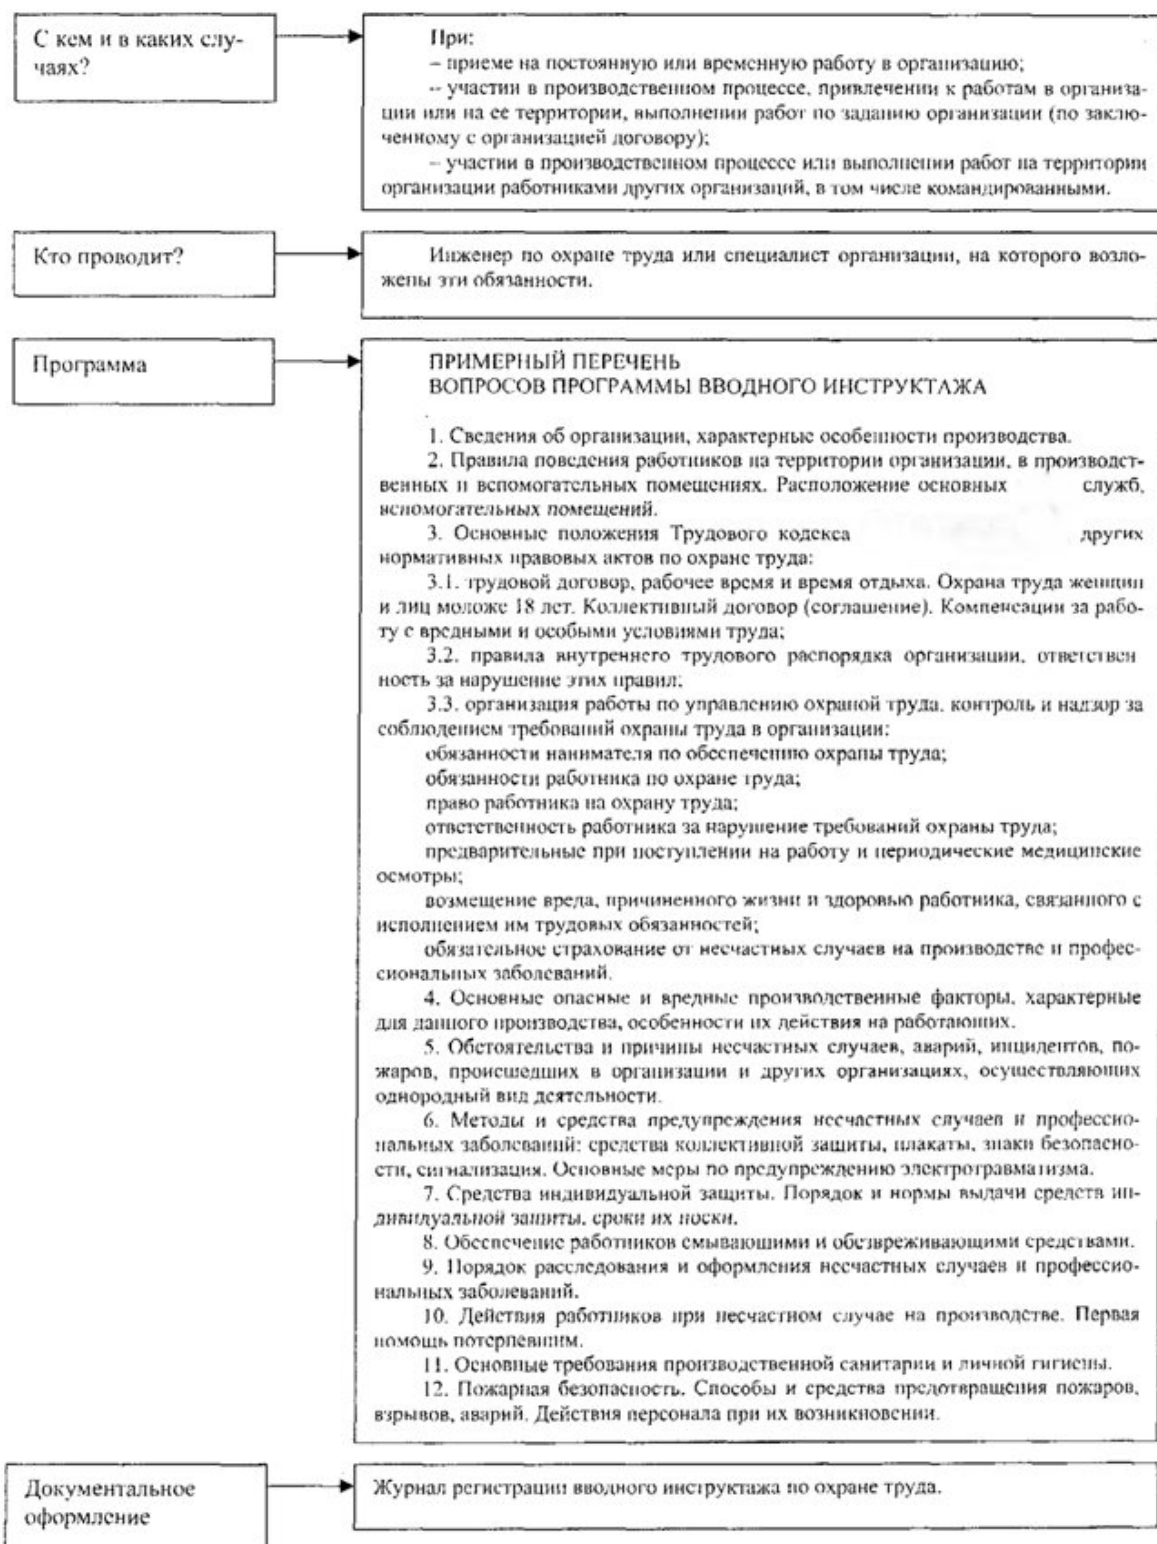 С кем и в каких слу-
чаях?
При:
– приеме на постоянную или временную работу в организацию;
– участии в производственном процессе, привлечении к работам в организа-
ции или на ее территории, выполнении работ по заданию организации (по заклю-
ченному с организацией договору);
– участии в производственном процессе или выполнении работ на территории
организации работниками других организаций, в том числе командированными.
Кто проводит?
Инженер по охране труда или специалист организации, на которого возло-
жены эти обязанности.
Программа
ПРИМЕРНЫЙ ПЕРЕЧЕНЬ
ВОПРОСОВ ПРОГРАММЫ ВВОДНОГО ИНСТРУКТАЖА
1. Сведения об организации, характерные особенности производства.
2. Правила поведения работников на территории организации, в производст-
венных и вспомогательных помещениях. Расположение основных служб,
вспомогательных помещений.
3. Основные положения Трудового кодекса других
нормативных правовых актов по охране труда:
3.1. трудовой договор, рабочее время и время отдыха. Охрана труда женщин
и лиц моложе 18 лет. Коллективный договор (соглашение). Компенсации за рабо-
ту с вредными и особыми условиями труда;
3.2. правила внутреннего трудового распорядка организации, ответствен
ность за нарушение этих правил;
3.3. организация работы по управлению охраной труда, контроль и надзор за
соблюдением требований охраны труда в организации:
обязанности нанимателя по обеспечению охраны труда;
обязанности работника по охране труда;
право работника на охрану труда;
ответственность работника за нарушение требований охраны труда;
предварительные при поступлении на работу и периодические медицинские
осмотры;
возмещение вреда, причиненного жизни и здоровью работника, связанного с
исполнением им трудовых обязанностей;
обязательное страхование от несчастных случаев на производстве и профес-
сиональных заболеваний.
4. Основные опасные и вредные производственные факторы, характерные
для данного производства, особенности их действия на работающих.
5. Обстоятельства и причины несчастных случаев, аварий, инцидентов, по-
жаров, происшедших в организации и других организациях, осуществляющих
однородный вид деятельности.
6. Методы и средства предупреждения несчастных случаев и профессио-
нальных заболеваний: средства коллективной защиты, плакаты, знаки безопасно-
сти, сигнализация. Основные меры по предупреждению электротравматизма.
7. Средства индивидуальной защиты. Порядок и нормы выдачи средств ин-
дивидуальной защиты, сроки их носки.
8. Обеспечение работников смывающими и обезвреживающими средствами.
9. Порядок расследования и оформления несчастных случаев и профессио-
нальных заболеваний.
10. Действия работников при несчастном случае на производстве. Первая
помощь потерпевшим.
11. Основные требования производственной санитарии и личной гигиены.
12. Пожарная безопасность. Способы и средства предотвращения пожаров,
взрывов, аварий. Действия персонала при их возникновении.
Документальное
оформление
Журнал регистрации вводного инструктажа по охране труда.